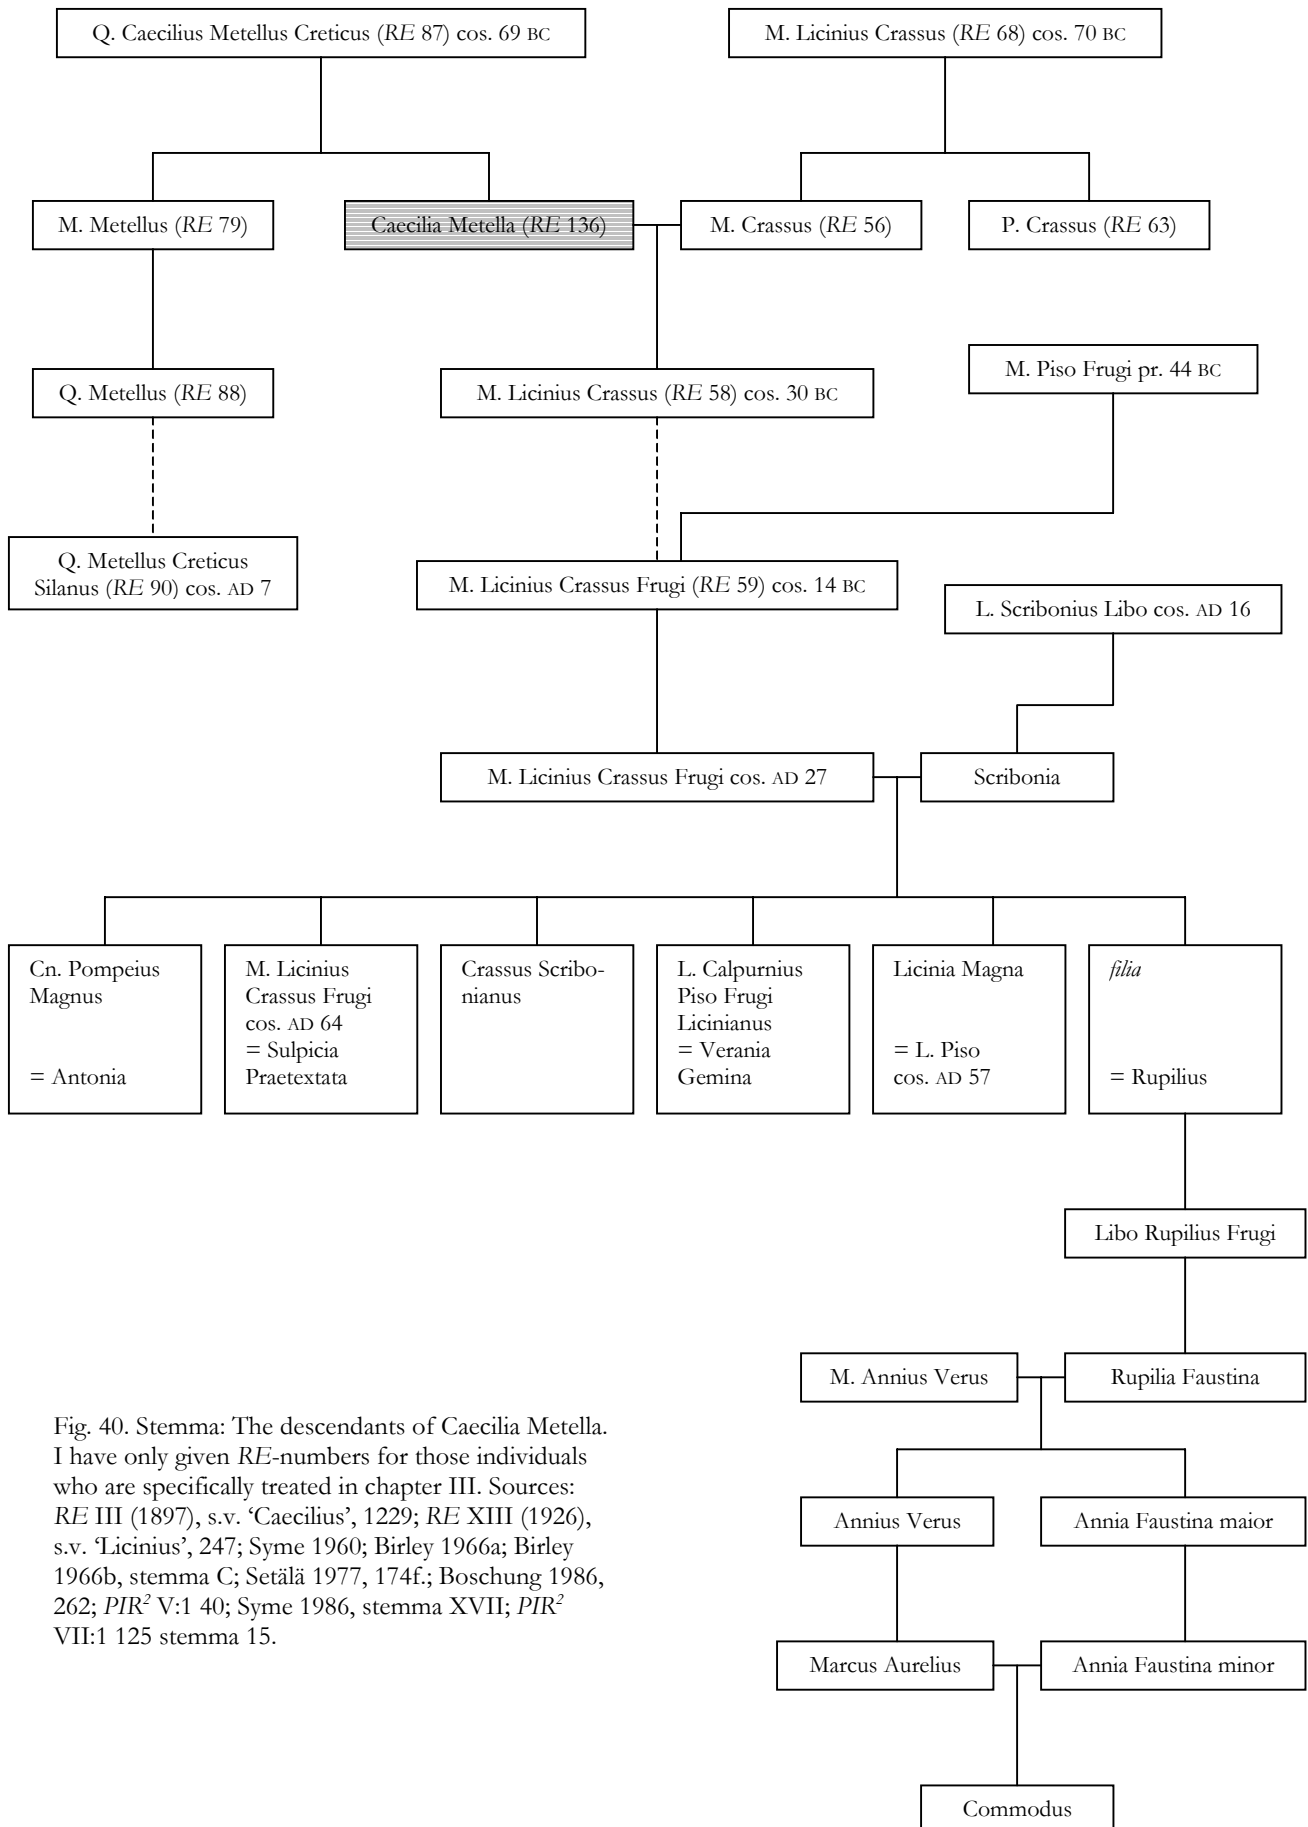 Q. Caecilius Metellus Creticus (RE 87) cos. 69 BC
M. Licinius Crassus (RE 68) cos. 70 BC
M. Metellus (RE 79)
Caecilia Metella (RE 136)
M. Crassus (RE 56)
P. Crassus (RE 63)
M. Piso Frugi pr. 44 BC
Q. Metellus (RE 88)
M. Licinius Crassus (RE 58) cos. 30 BC
Q. Metellus Creticus
Silanus (RE 90) cos. AD 7
M. Licinius Crassus Frugi (RE 59) cos. 14 BC
L. Scribonius Libo cos. AD 16
M. Licinius Crassus Frugi cos. AD 27
Scribonia
Cn. Pompeius
Magnus
= Antonia
M. Licinius
Crassus Frugi
cos. AD 64
= Sulpicia
Praetextata
Crassus Scribo-
nianus
L. Calpurnius
Piso Frugi
Licinianus
= Verania
Gemina
Licinia Magna
= L. Piso
cos. AD 57
filia
= Rupilius
Libo Rupilius Frugi
M. Annius Verus
Rupilia Faustina
Annius Verus
Annia Faustina maior
Marcus Aurelius
Annia Faustina minor
Commodus
Fig. 40. Stemma: The descendants of Caecilia Metella.
I have only given RE-numbers for those individuals
who are specifically treated in chapter III. Sources:
RE III (1897), s.v. ‘Caecilius’, 1229; RE XIII (1926),
s.v. ‘Licinius’, 247; Syme 1960; Birley 1966a; Birley
1966b, stemma C; Setälä 1977, 174f.; Boschung 1986,
262; PIR² V:1 40; Syme 1986, stemma XVII; PIR²
VII:1 125 stemma 15.